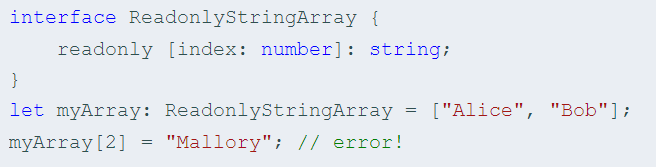 interface ReadonlyStringArray {
    readonly [index: number]: string;
}
let myArray: ReadonlyStringArray = ["Alice", "Bob"];
myArray[2] = "Mallory"; // error!